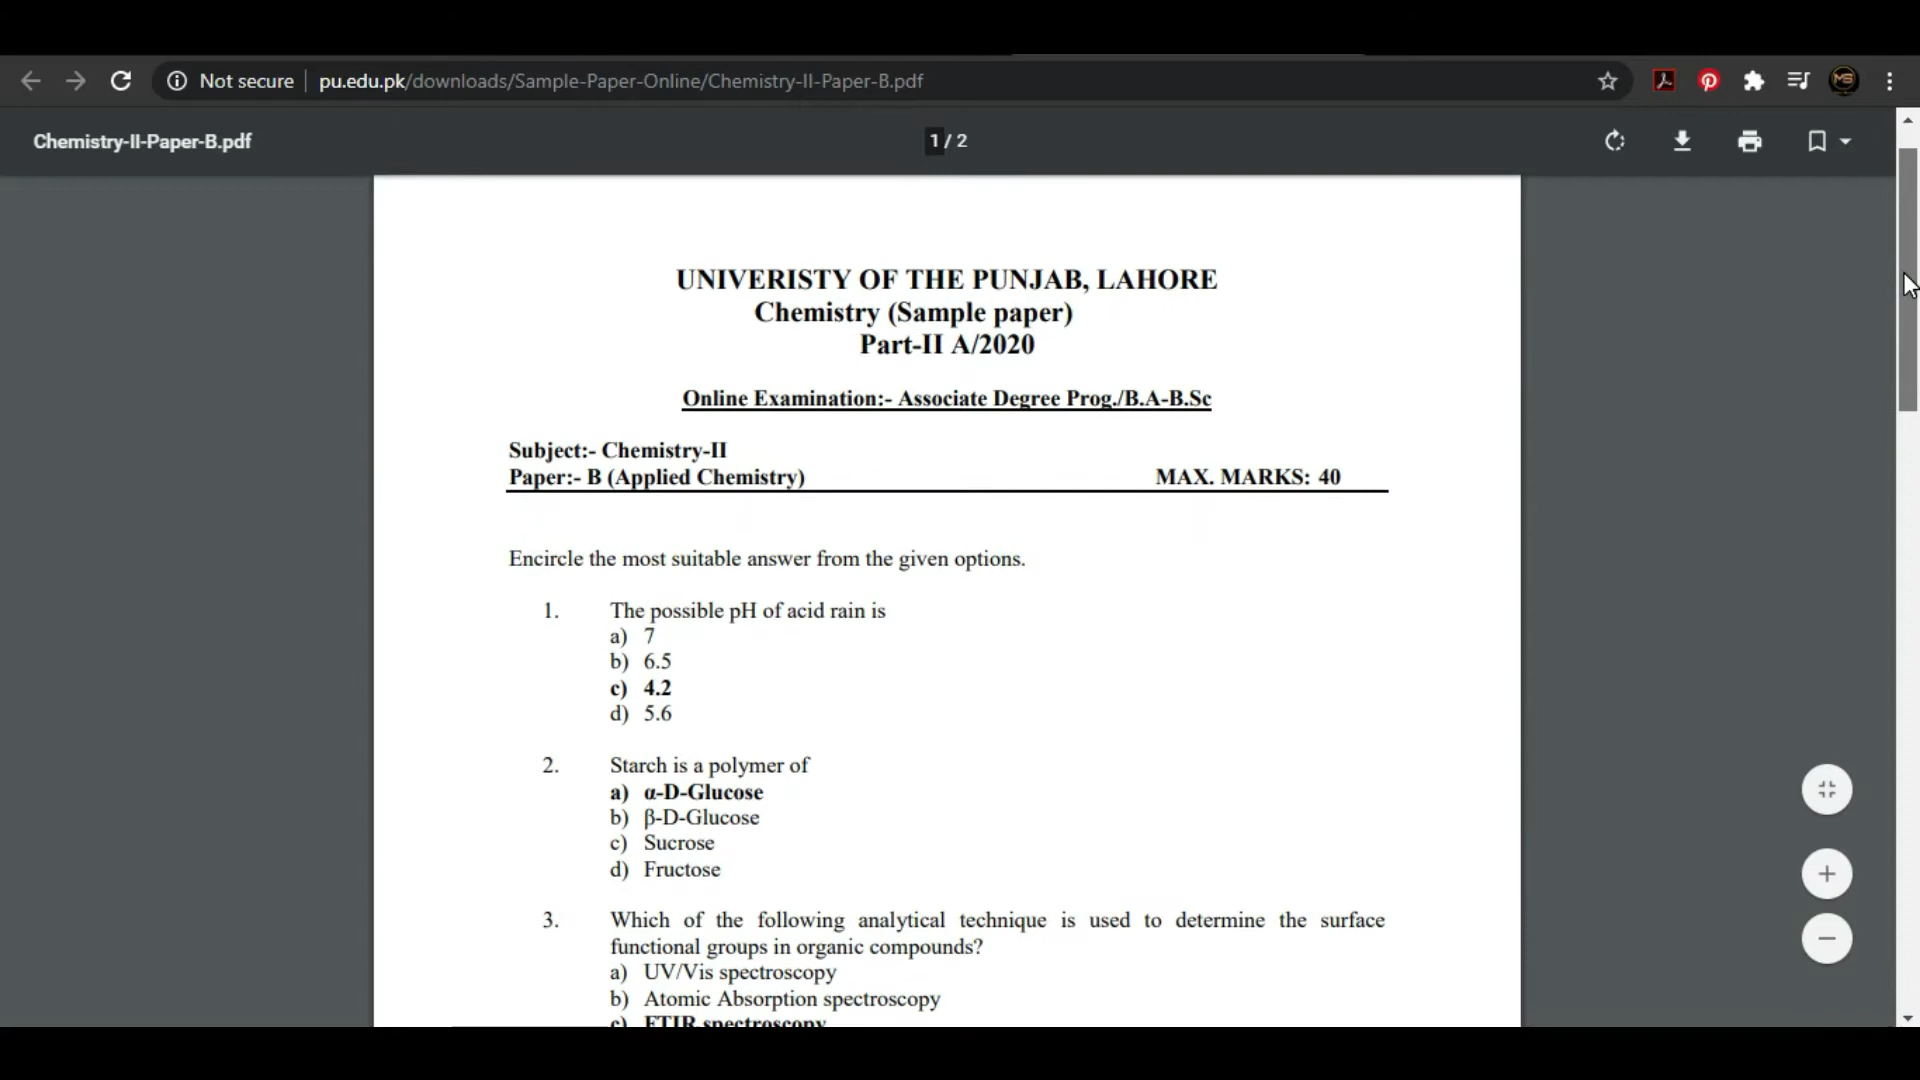 Not secure
pu.edu.pk/downloads/Sample-Paper-Online/Chemistry-II-Paper-B.pdf
MS
Chemistry-II-Paper-B.pdf
1 / 2
UNIVERISTY OF THE PUNJAB, LAHORE
Chemistry (Sample paper)
Part-II A/2020
Online Examination:- Associate Degree Prog./B.A-B.Sc
Subject:- Chemistry-II
Paper:- B (Applied Chemistry) MAX. MARKS: 40
Encircle the most suitable answer from the given options.
1. The possible pH of acid rain is
a) 7
b) 6.5
c) 4.2
d) 5.6
2. Starch is a polymer of
a) α-D-Glucose
b) β-D-Glucose
c) Sucrose
d) Fructose
3. Which of the following analytical technique is used to determine the surface
functional groups in organic compounds?
a) UV/Vis spectroscopy
b) Atomic Absorption spectroscopy
c) FTIR spectroscopy